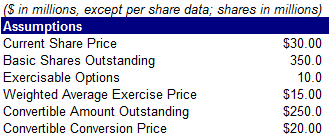 ($ in millions, except per share data; shares in millions)
Assumptions
Current Share Price $30.00
Basic Shares Outstanding 350.0
Exercisable Options 10.0
Weighted Average Exercise Price $15.00
Convertible Amount Outstanding $250.0
Convertible Conversion Price $20.00